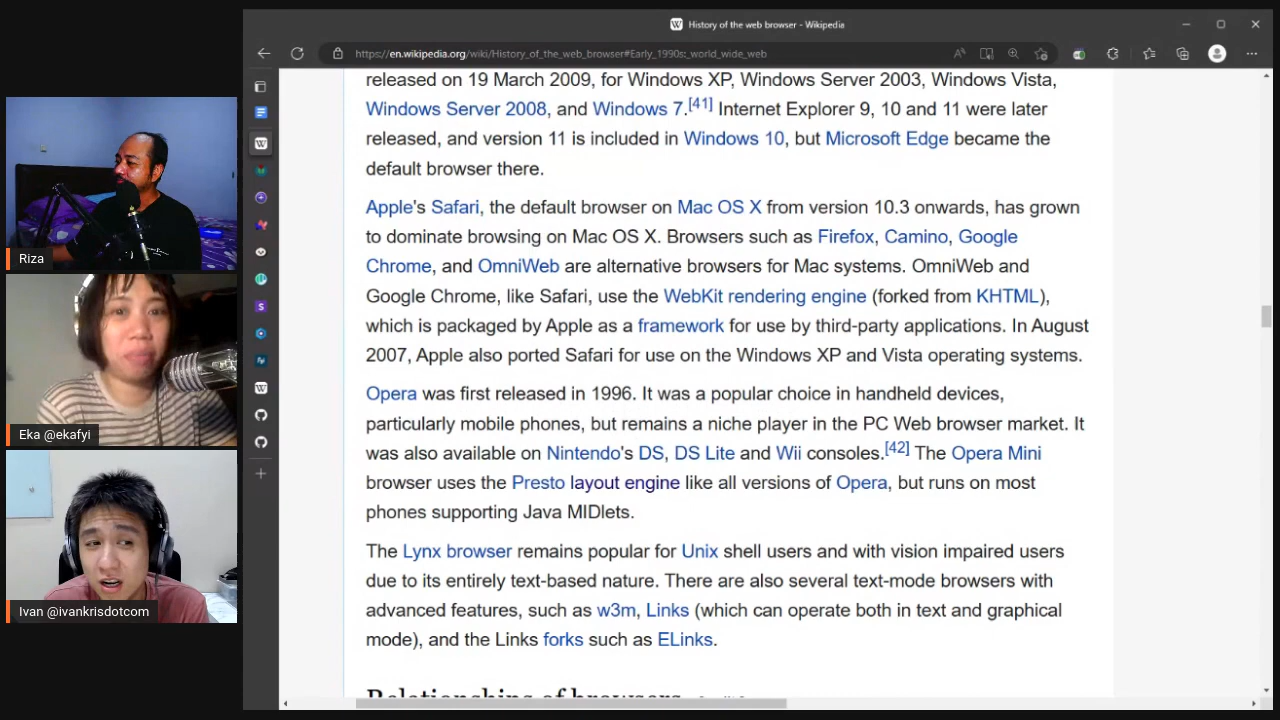 History of the web browser - Wikipedia
https://en.wikipedia.org/wiki/History_of_the_web_browser#Early_1990s:_world_wide_web
released on 19 March 2009, for Windows XP, Windows Server 2003, Windows Vista,
Windows Server 2008, and Windows 7.[41] Internet Explorer 9, 10 and 11 were later
released, and version 11 is included in Windows 10, but Microsoft Edge became the
default browser there.
Apple's Safari, the default browser on Mac OS X from version 10.3 onwards, has grown
to dominate browsing on Mac OS X. Browsers such as Firefox, Camino, Google
Chrome, and OmniWeb are alternative browsers for Mac systems. OmniWeb and
Google Chrome, like Safari, use the WebKit rendering engine (forked from KHTML),
which is packaged by Apple as a framework for use by third-party applications. In August
2007, Apple also ported Safari for use on the Windows XP and Vista operating systems.
Opera was first released in 1996. It was a popular choice in handheld devices,
particularly mobile phones, but remains a niche player in the PC Web browser market. It
was also available on Nintendo's DS, DS Lite and Wii consoles.[42] The Opera Mini
browser uses the Presto layout engine like all versions of Opera, but runs on most
phones supporting Java MIDlets.
The Lynx browser remains popular for Unix shell users and with vision impaired users
due to its entirely text-based nature. There are also several text-mode browsers with
advanced features, such as w3m, Links (which can operate both in text and graphical
mode), and the Links forks such as ELinks.
Relationships of browsers
Riza
Eka @ekafyi
Ivan @ivankrisdotcom